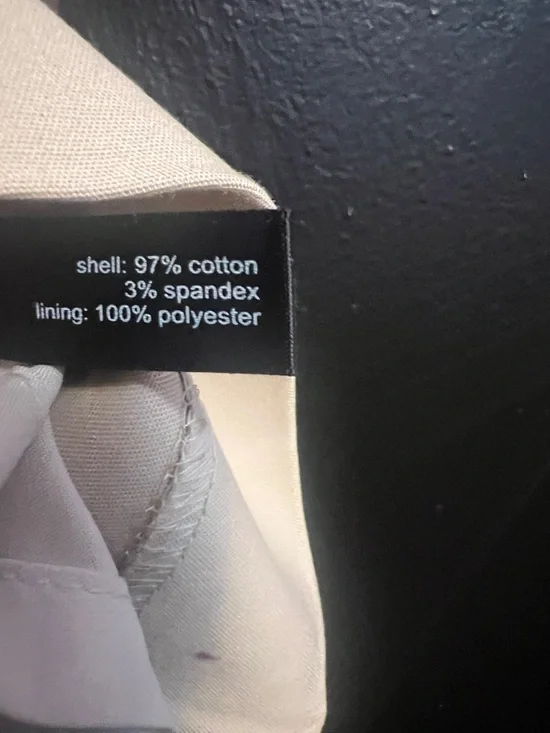 shell: 97% cotton
3% spandex
lining: 100% polyester